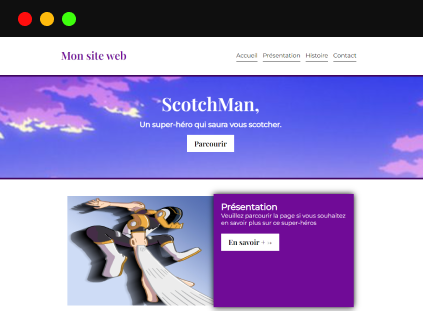 Mon site web
Accueil Présentation Histoire Contact
ScotchMan,
Un super-héro qui saura vous scotcher.
Parcourir
Présentation
Veuillez parcourir la page si vous souhaitez
en savoir plus sur ce super-héros
En savoir + →